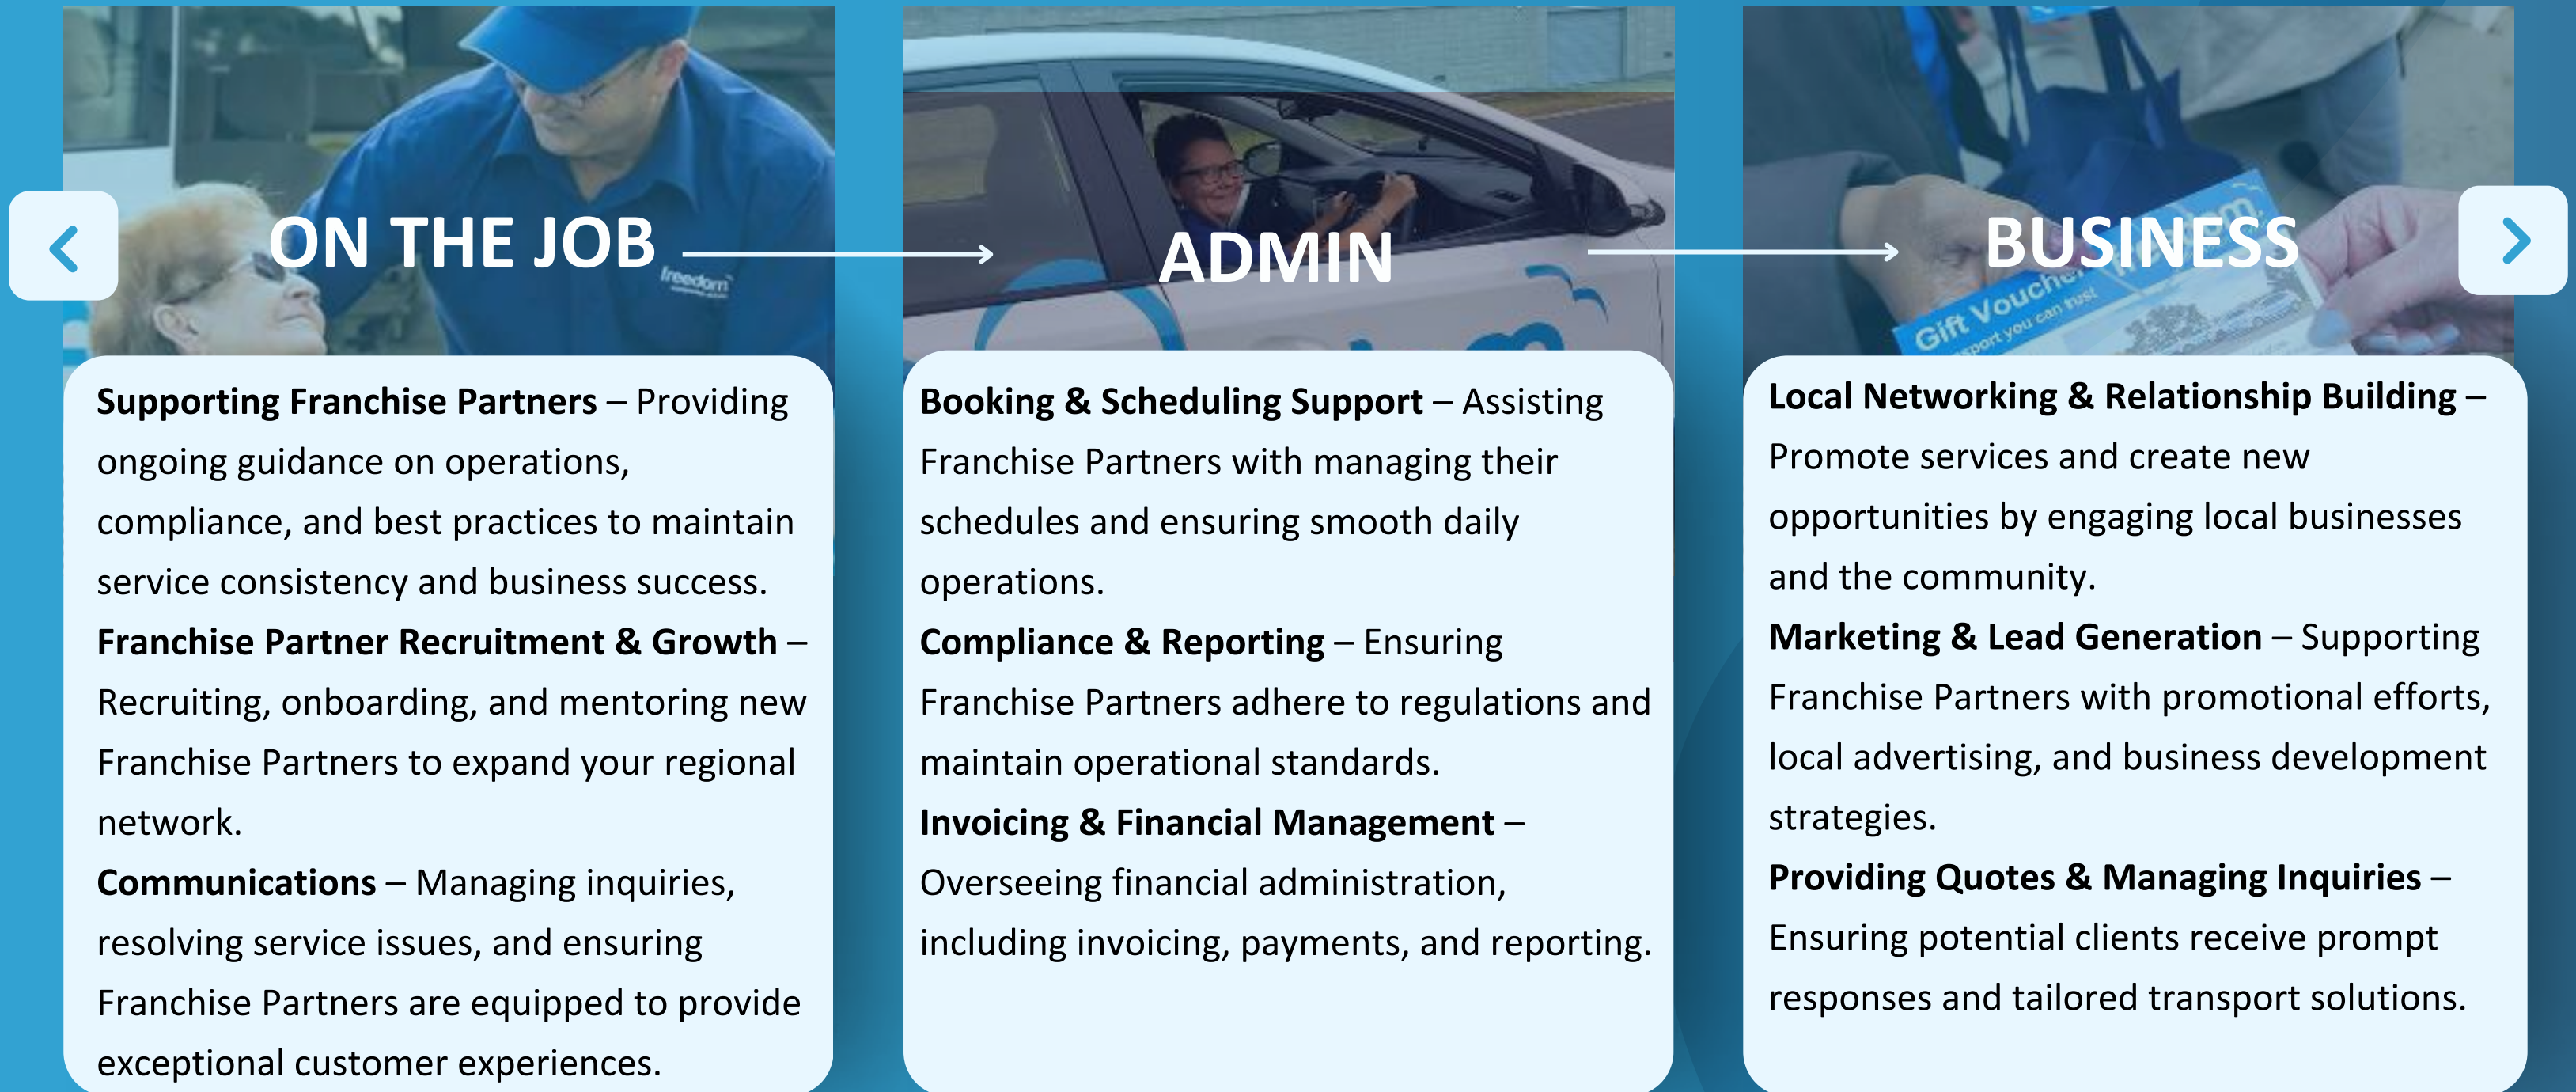 ON THE JOB
freedom
Supporting Franchise Partners – Providing
ongoing guidance on operations,
compliance, and best practices to maintain
service consistency and business success.
Franchise Partner Recruitment & Growth –
Recruiting, onboarding, and mentoring new
Franchise Partners to expand your regional
network.
Communications – Managing inquiries,
resolving service issues, and ensuring
Franchise Partners are equipped to provide
exceptional customer experiences.
ADMIN
Booking & Scheduling Support – Assisting
Franchise Partners with managing their
schedules and ensuring smooth daily
operations.
Compliance & Reporting – Ensuring
Franchise Partners adhere to regulations and
maintain operational standards.
Invoicing & Financial Management –
Overseeing financial administration,
including invoicing, payments, and reporting.
BUSINESS
Gift Voucher
you can trust
Local Networking & Relationship Building –
Promote services and create new
opportunities by engaging local businesses
and the community.
Marketing & Lead Generation – Supporting
Franchise Partners with promotional efforts,
local advertising, and business development
strategies.
Providing Quotes & Managing Inquiries –
Ensuring potential clients receive prompt
responses and tailored transport solutions.